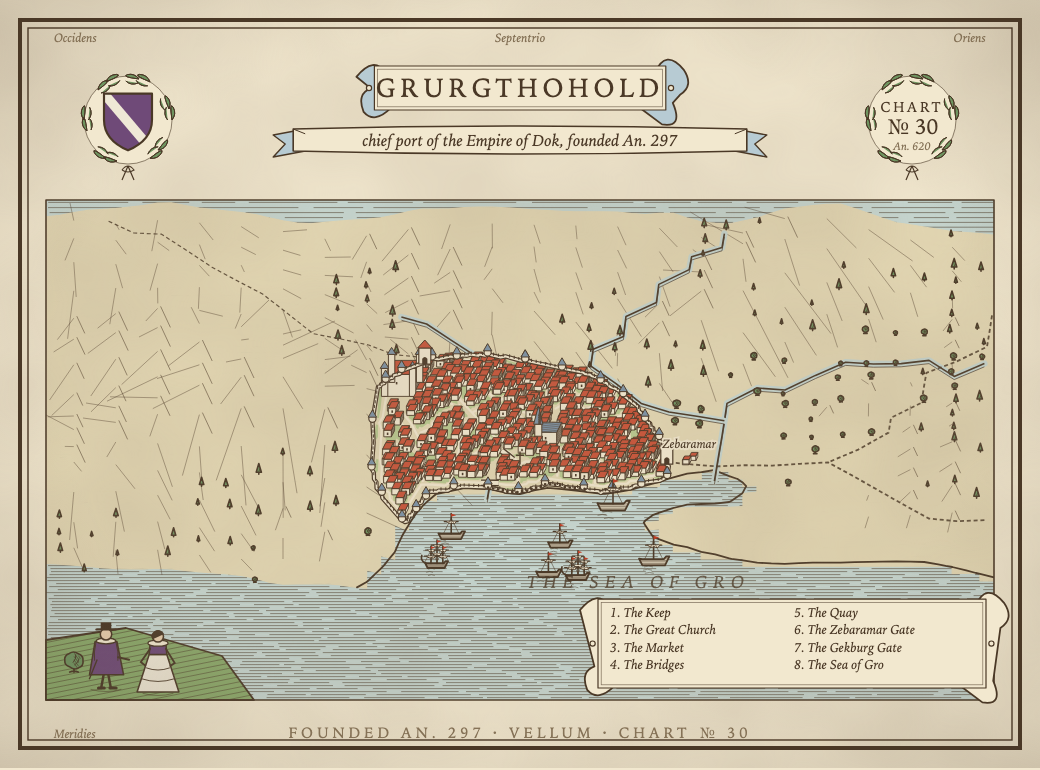 Occidens
Septentrio
Oriens
GRURGTHOHOLD
chief port of the Empire of Dok, founded An. 297
CHART
№ 30
An. 620
Zebaramar
THE SEA OF GRO
1. The Keep
2. The Great Church
3. The Market
4. The Bridges
5. The Quay
6. The Zebaramar Gate
7. The Gekburg Gate
8. The Sea of Gro
Meridies
FOUNDED AN. 297 · VELLUM · CHART № 30